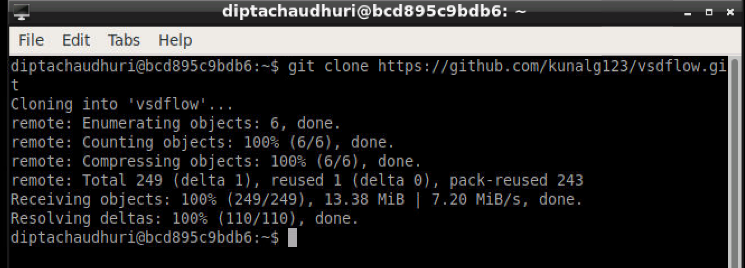 diptachaudhuri@bcd895c9bdb6: ~
File Edit Tabs Help
diptachaudhuri@bcd895c9bdb6:~$ git clone https://github.com/kunalg123/vsdflow.gi
t
Cloning into 'vsdflow'...
remote: Enumerating objects: 6, done.
remote: Counting objects: 100% (6/6), done.
remote: Compressing objects: 100% (6/6), done.
remote: Total 249 (delta 1), reused 1 (delta 0), pack-reused 243
Receiving objects: 100% (249/249), 13.38 MiB | 7.20 MiB/s, done.
Resolving deltas: 100% (110/110), done.
diptachaudhuri@bcd895c9bdb6:~$